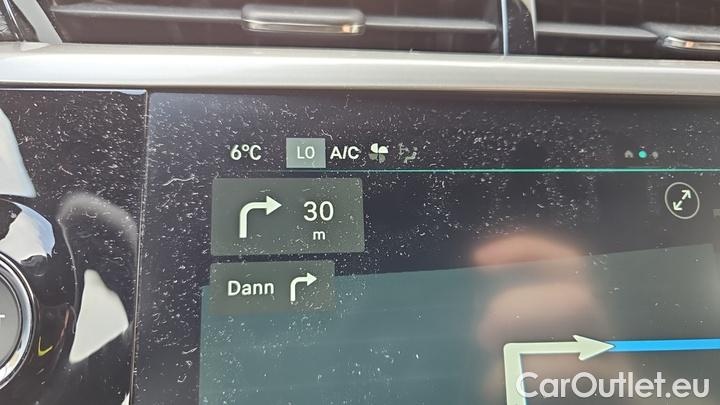 6°C LO A/C
30
m
Dann
CarOutlet.eu